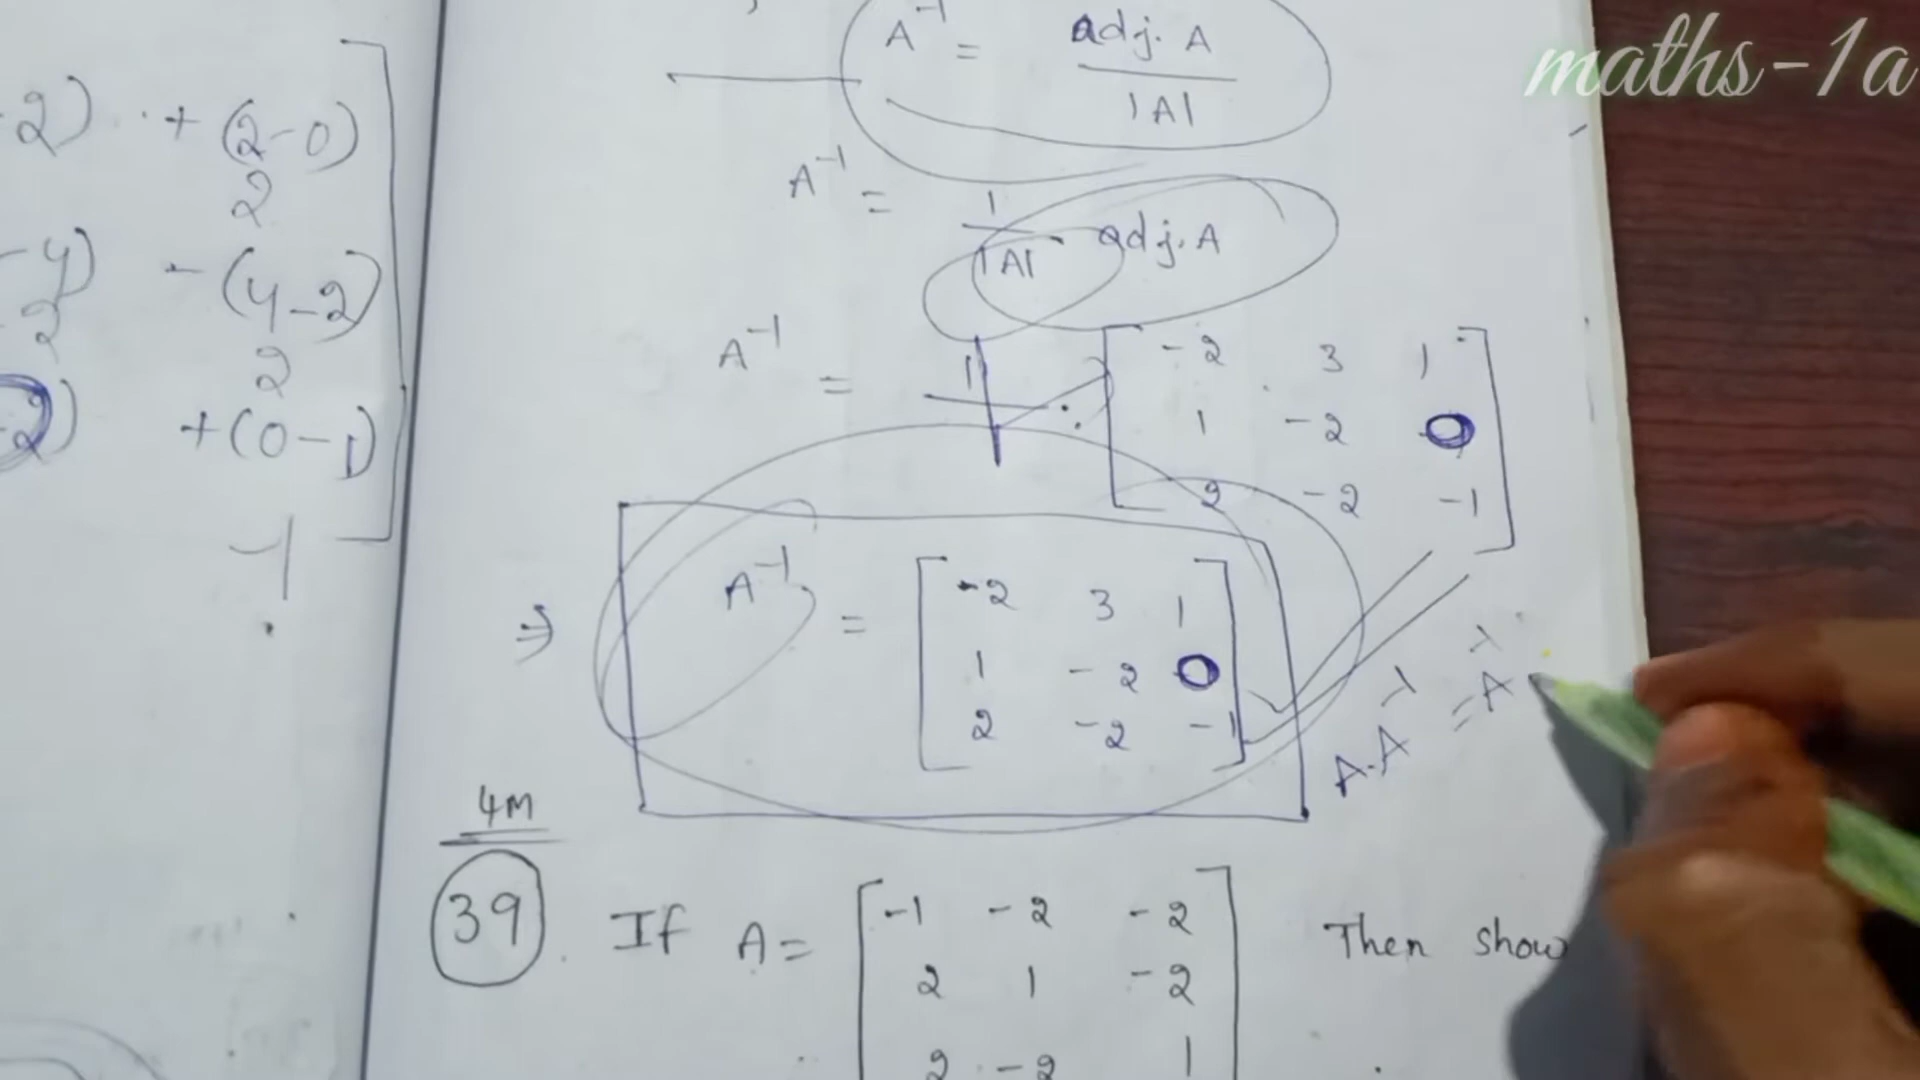 maths-1a
2) + (2-0)
2
-4) - (4-2)
2 2
2) + (0-1)
-1
A⁻¹ = adj. A / |A|
A⁻¹ = 1/|A| adj. A
A⁻¹ = 1/1 [ -2 3 1
1 -2 0
2 -2 -1 ]
⇒ A⁻¹ = [ -2 3 1
1 -2 0
2 -2 -1 ]
A.A⁻¹ = A⁻¹
4M
39. If A = [ -1 -2 -2 Then show
2 1 -2
2 -2 1